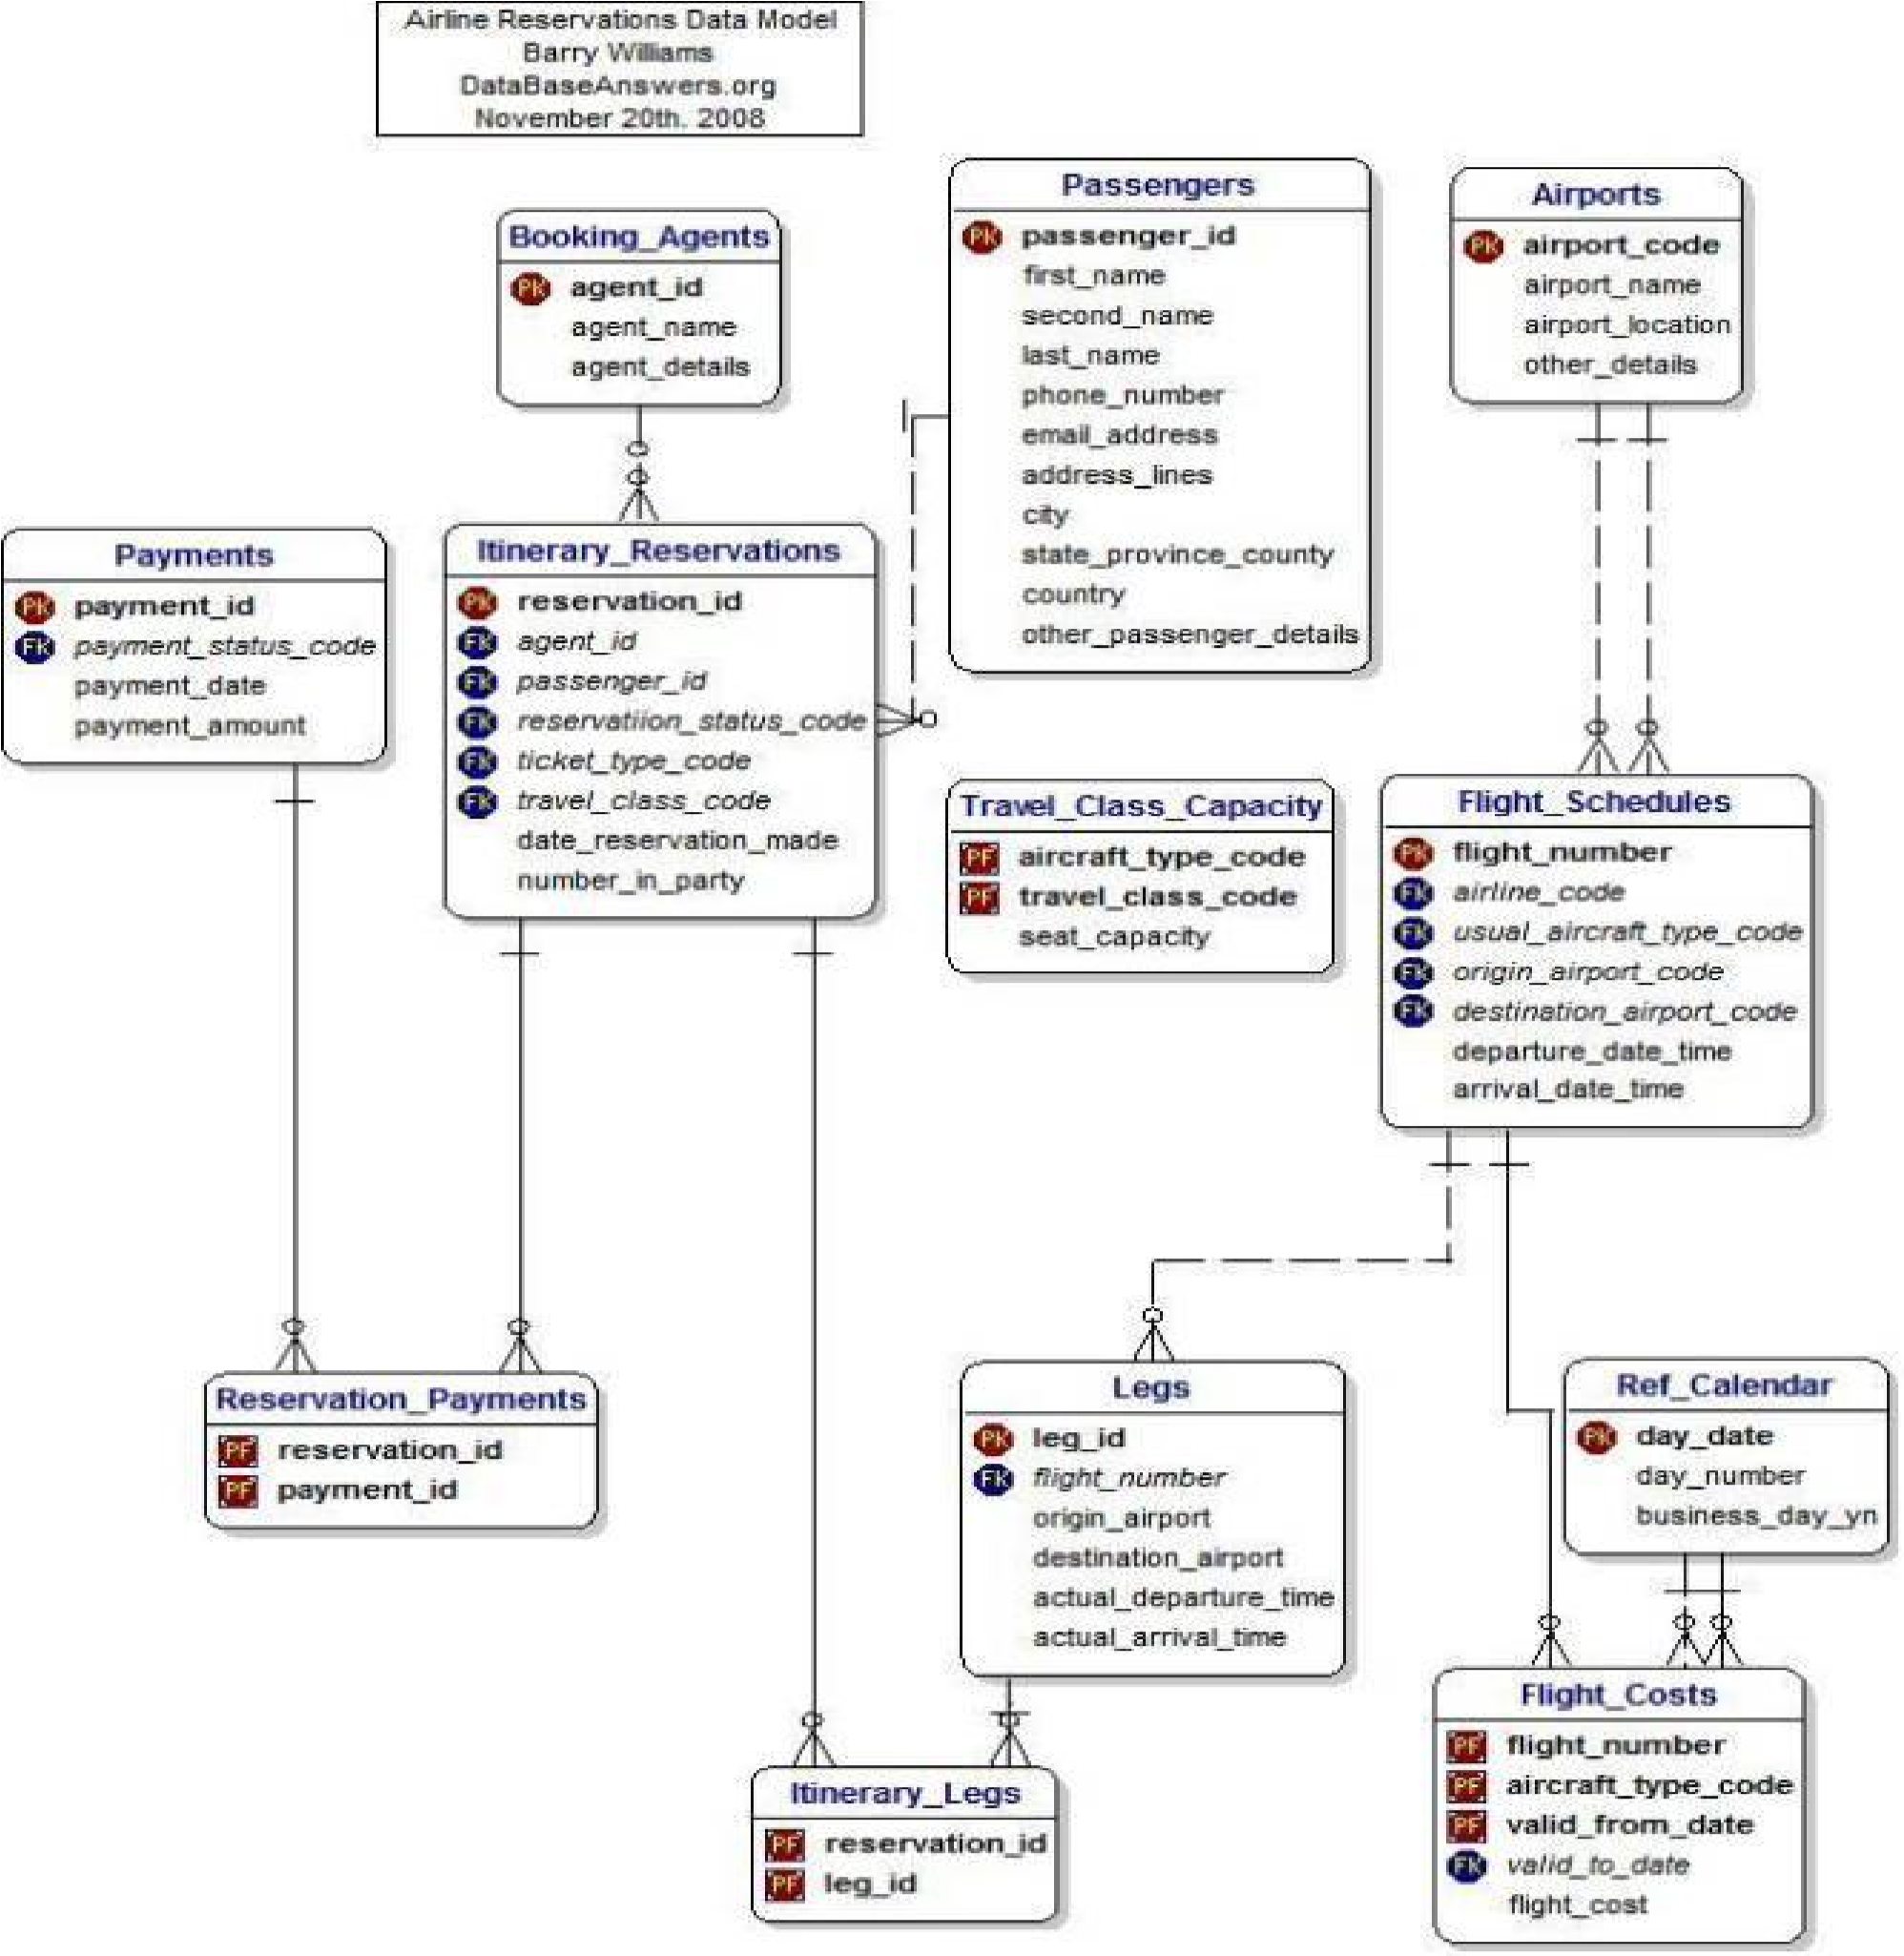 Airline Reservations Data Model
Barry Williams
DataBaseAnswers.org
November 20th. 2008
Booking_Agents
PK agent_id
agent_name
agent_details
Passengers
PK passenger_id
first_name
second_name
last_name
phone_number
email_address
address_lines
city
state_province_county
country
other_passenger_details
Airports
PK airport_code
airport_name
airport_location
other_details
Payments
PK payment_id
FK payment_status_code
payment_date
payment_amount
Itinerary_Reservations
PK reservation_id
FK agent_id
FK passenger_id
FK reservatiion_status_code
FK ticket_type_code
FK travel_class_code
date_reservation_made
number_in_party
Travel_Class_Capacity
PF aircraft_type_code
PF travel_class_code
seat_capacity
Flight_Schedules
PK flight_number
FK airline_code
FK usual_aircraft_type_code
FK origin_airport_code
FK destination_airport_code
departure_date_time
arrival_date_time
Reservation_Payments
PF reservation_id
PF payment_id
Legs
PK leg_id
FK flight_number
origin_airport
destination_airport
actual_departure_time
actual_arrival_time
Ref_Calendar
PK day_date
day_number
business_day_yn
Itinerary_Legs
PF reservation_id
PF leg_id
Flight_Costs
PF flight_number
PF aircraft_type_code
PF valid_from_date
FK valid_to_date
flight_cost